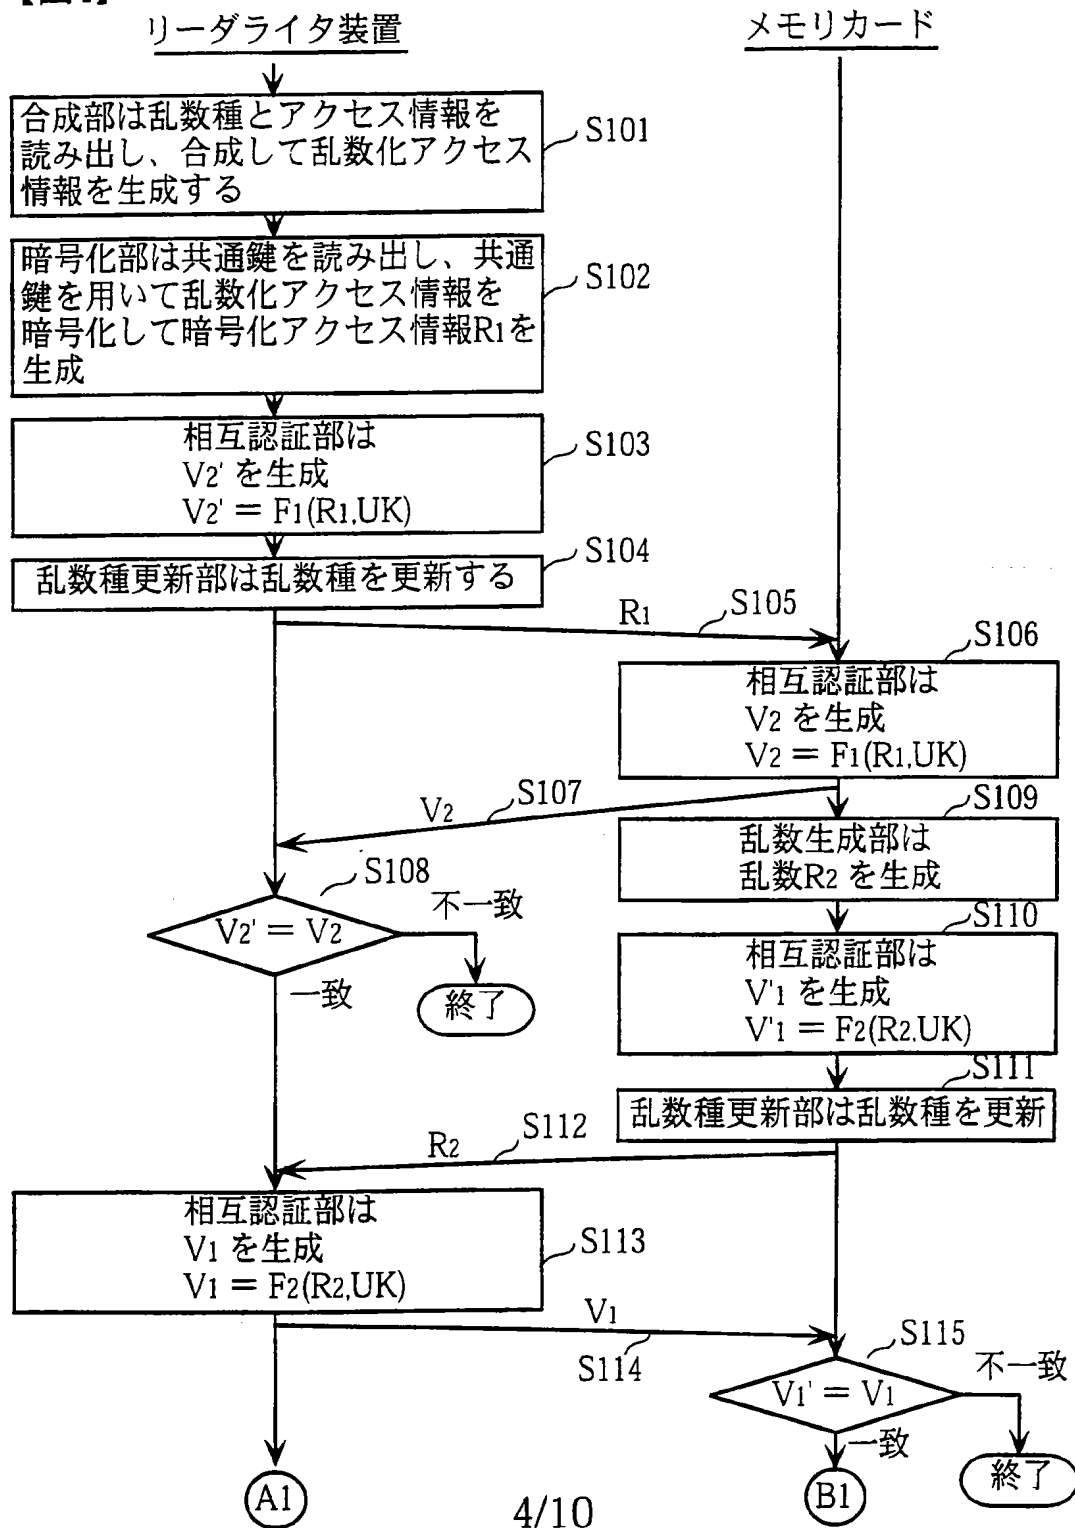 リーダライタ装置
メモリカード
合成部は乱数種とアクセス情報を
読み出し、合成して乱数化アクセス
情報を生成する
S101
暗号化部は共通鍵を読み出し、共通
鍵を用いて乱数化アクセス情報を
暗号化して暗号化アクセス情報R1を
生成
S102
相互認証部は
V2' を生成
V2' = F1(R1,UK)
S103
乱数種更新部は乱数種を更新する
S104
R1
S105
相互認証部は
V2 を生成
V2 = F1(R1,UK)
S106
V2
S107
乱数生成部は
乱数R2 を生成
S109
V2' = V2
S108
不一致
終了
一致
相互認証部は
V'1 を生成
V'1 = F2(R2,UK)
S110
乱数種更新部は乱数種を更新
S111
R2
S112
相互認証部は
V1 を生成
V1 = F2(R2,UK)
S113
V1
S114
V1' = V1
S115
不一致
終了
一致
A1
B1
4/10